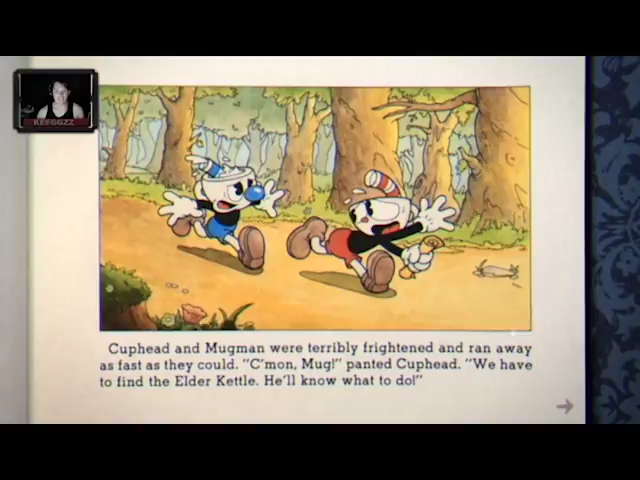 KEEGGZZ
Cuphead and Mugman were terribly frightened and ran away
as fast as they could. "C'mon, Mug!" panted Cuphead. "We have
to find the Elder Kettle. He'll know what to do!"